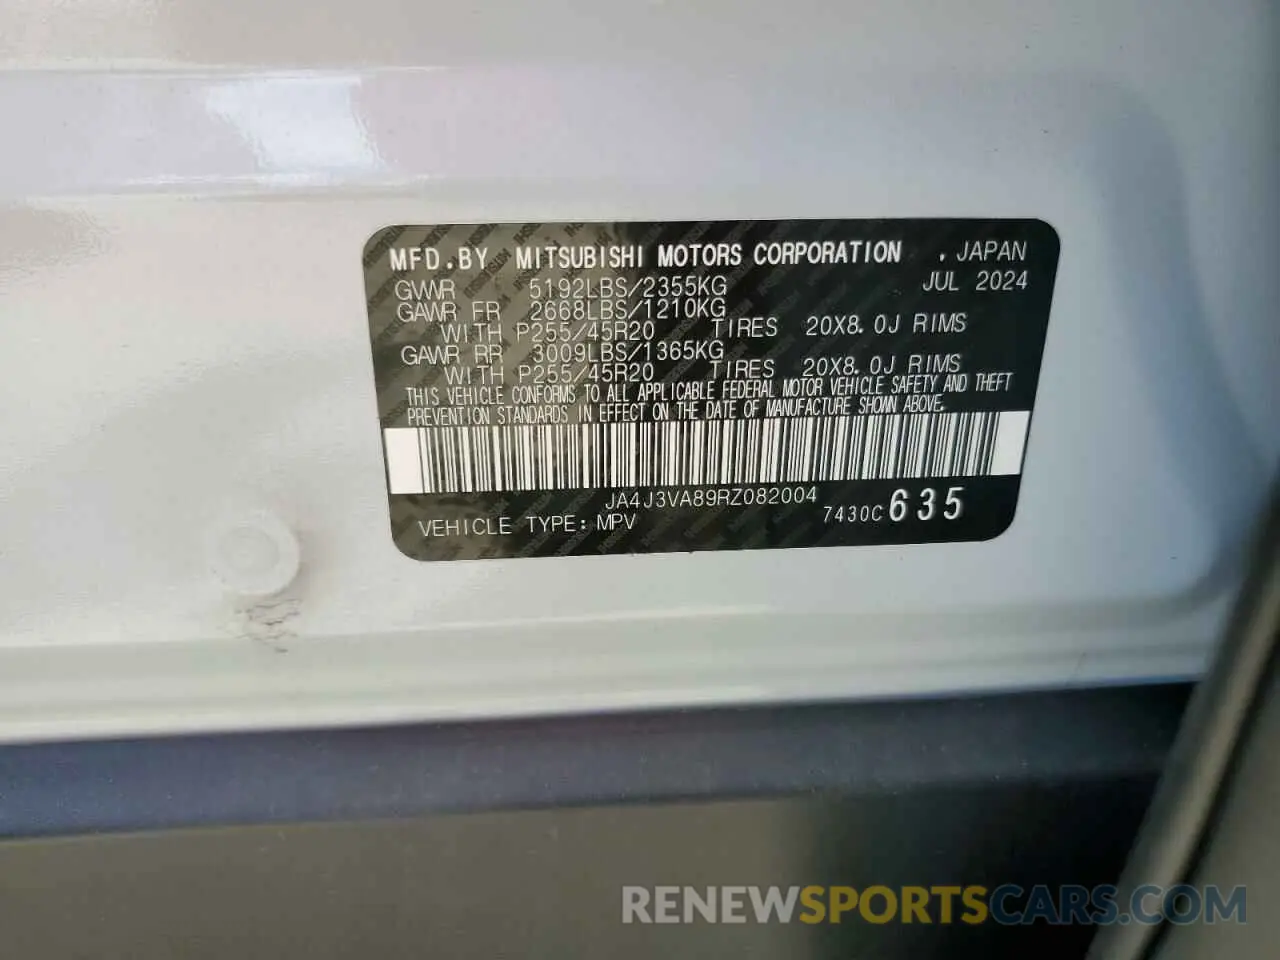 MFD.BY MITSUBISHI MOTORS CORPORATION , JAPAN
GVWR 5192LBS/2355KG JUL 2024
GAWR FR 2668LBS/1210KG
WITH P255/45R20 TIRES 20X8.0J RIMS
GAWR RR 3009LBS/1365KG
WITH P255/45R20 TIRES 20X8.0J RIMS
THIS VEHICLE CONFORMS TO ALL APPLICABLE FEDERAL MOTOR VEHICLE SAFETY AND THEFT
PREVENTION STANDARDS IN EFFECT ON THE DATE OF MANUFACTURE SHOWN ABOVE.
JA4J3VA89RZ082004
VEHICLE TYPE: MPV 7430C 635
RENEWSPORTSCARS.COM